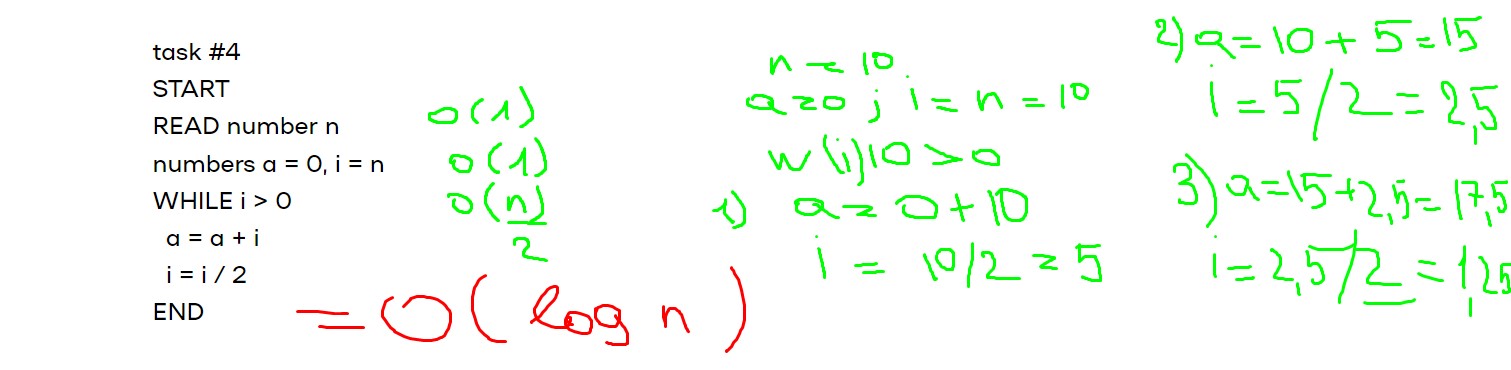 task #4
START
READ number n
numbers a = 0, i = n
WHILE i > 0
a = a + i
i = i / 2
END
O(1)
O(1)
O(n/2)
= O(log n)
n = 10
a=0 ; i = n = 10
w (i)10 > 0
1) a = 0+10
i = 10/2 = 5
2) a = 10 + 5 = 15
i = 5/2 = 2,5
3) a = 15+2,5 = 17,5
i = 2,5/2 = 1,25